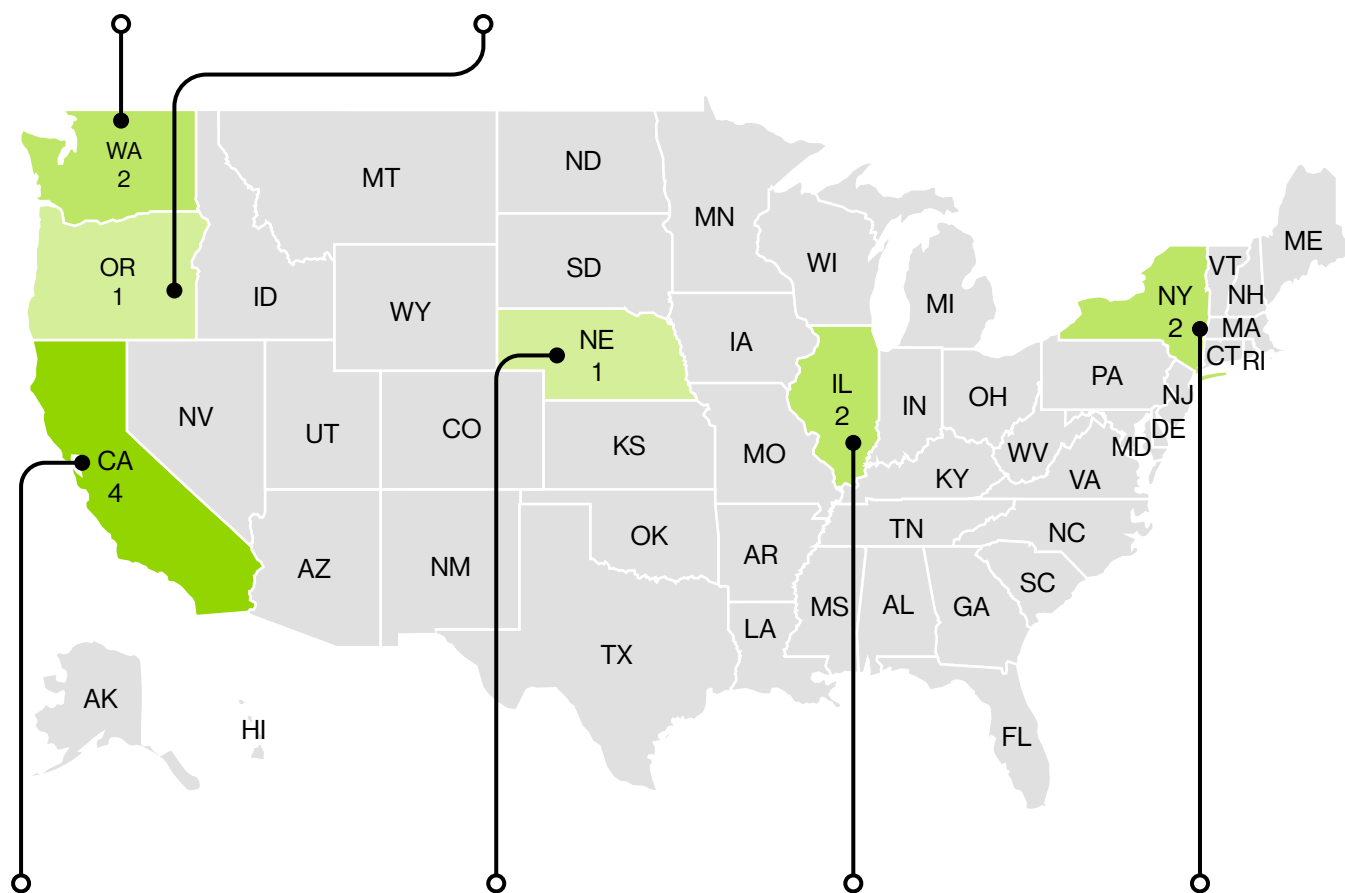 WA
2
OR
1
CA
4
NV
ID
MT
WY
UT
AZ
CO
NM
ND
SD
NE
1
KS
OK
TX
MN
IA
MO
AR
LA
WI
IL
2
MI
IN
OH
KY
TN
MS
AL
GA
FL
SC
NC
VA
WV
MD
DE
PA
NJ
NY
2
CT
RI
MA
VT
NH
ME
AK
HI